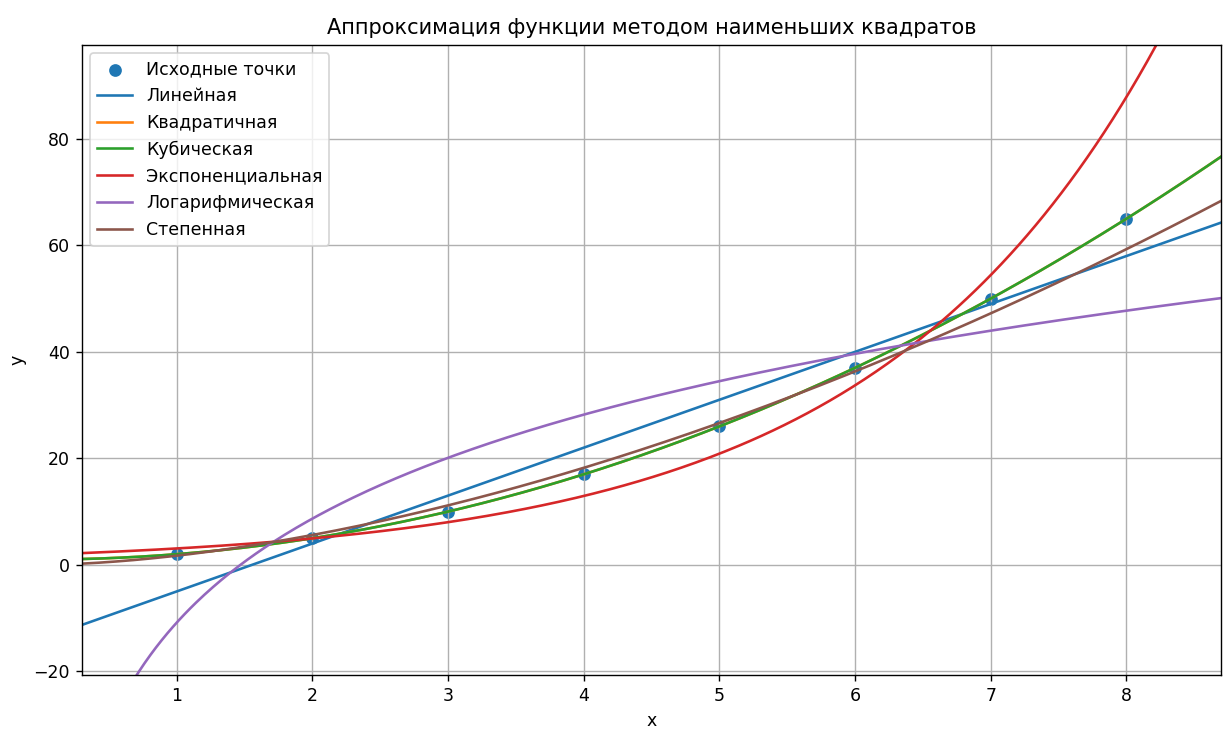 Аппроксимация функции методом наименьших квадратов
Исходные точки
Линейная
Квадратичная
Кубическая
Экспоненциальная
Логарифмическая
Степенная
80
60
40
20
0
−20
y
1 2 3 4 5 6 7 8
x